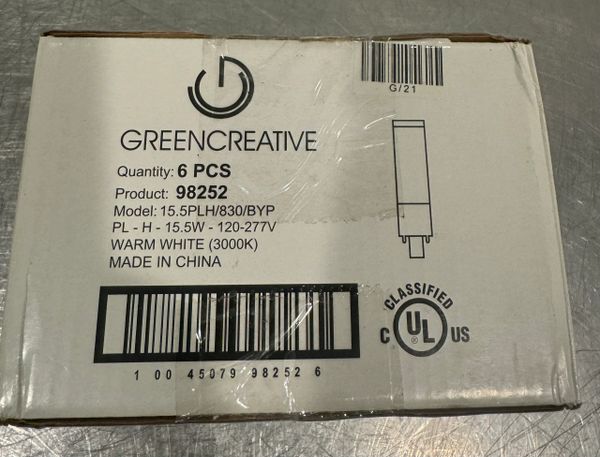 G/21
GREENCREATIVE
Quantity: 6 PCS
Product: 98252
Model: 15.5PLH/830/BYP
PL - H - 15.5W - 120-277V
WARM WHITE (3000K)
MADE IN CHINA
1 00 45079 98252 6
CLASSIFIED
C UL US
®